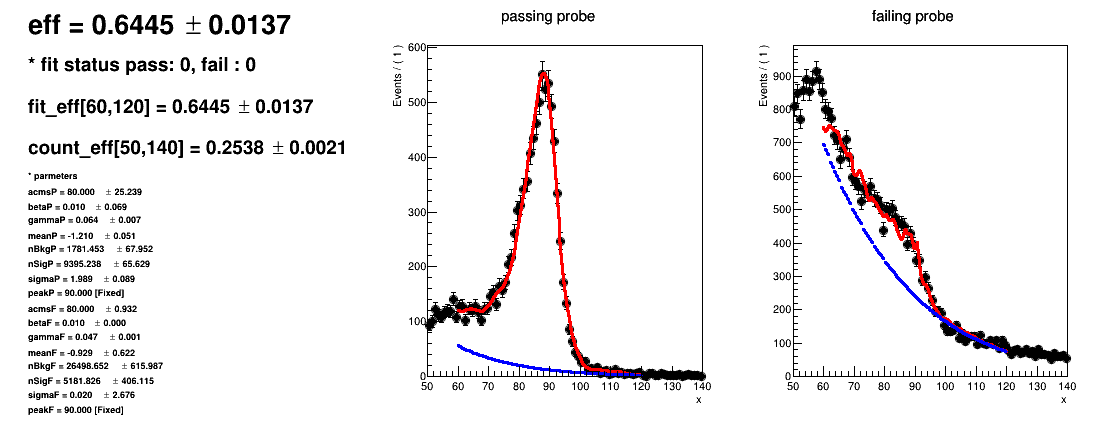 eff = 0.6445 ± 0.0137
* fit status pass: 0, fail : 0
fit_eff[60,120] = 0.6445 ± 0.0137
count_eff[50,140] = 0.2538 ± 0.0021
* parmeters
acmsP = 80.000 ± 25.239
betaP = 0.010 ± 0.069
gammaP = 0.064 ± 0.007
meanP = -1.210 ± 0.051
nBkgP = 1781.453 ± 67.952
nSigP = 9395.238 ± 65.629
sigmaP = 1.989 ± 0.089
peakP = 90.000 [Fixed]
acmsF = 80.000 ± 0.932
betaF = 0.010 ± 0.000
gammaF = 0.047 ± 0.001
meanF = -0.929 ± 0.622
nBkgF = 26498.652 ± 615.987
nSigF = 5181.826 ± 406.115
sigmaF = 0.020 ± 2.676
peakF = 90.000 [Fixed]
passing probe
Events / ( 1 )
600
500
400
300
200
100
0
50 60 70 80 90 100 110 120 130 140
x
failing probe
Events / ( 1 )
900
800
700
600
500
400
300
200
100
0
50 60 70 80 90 100 110 120 130 140
x